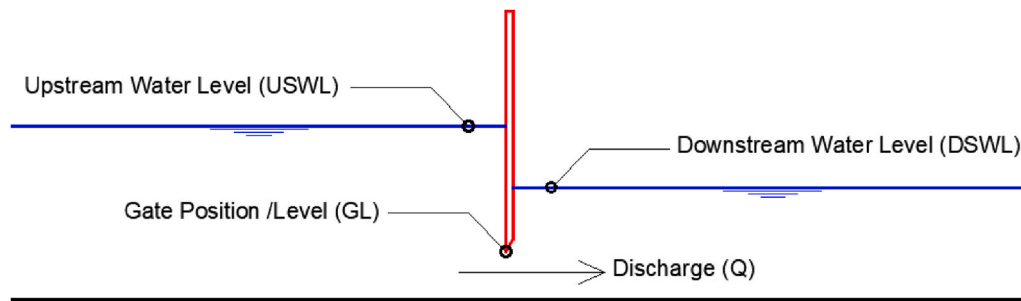 Upstream Water Level (USWL)
Downstream Water Level (DSWL)
Gate Position /Level (GL)
Discharge (Q)